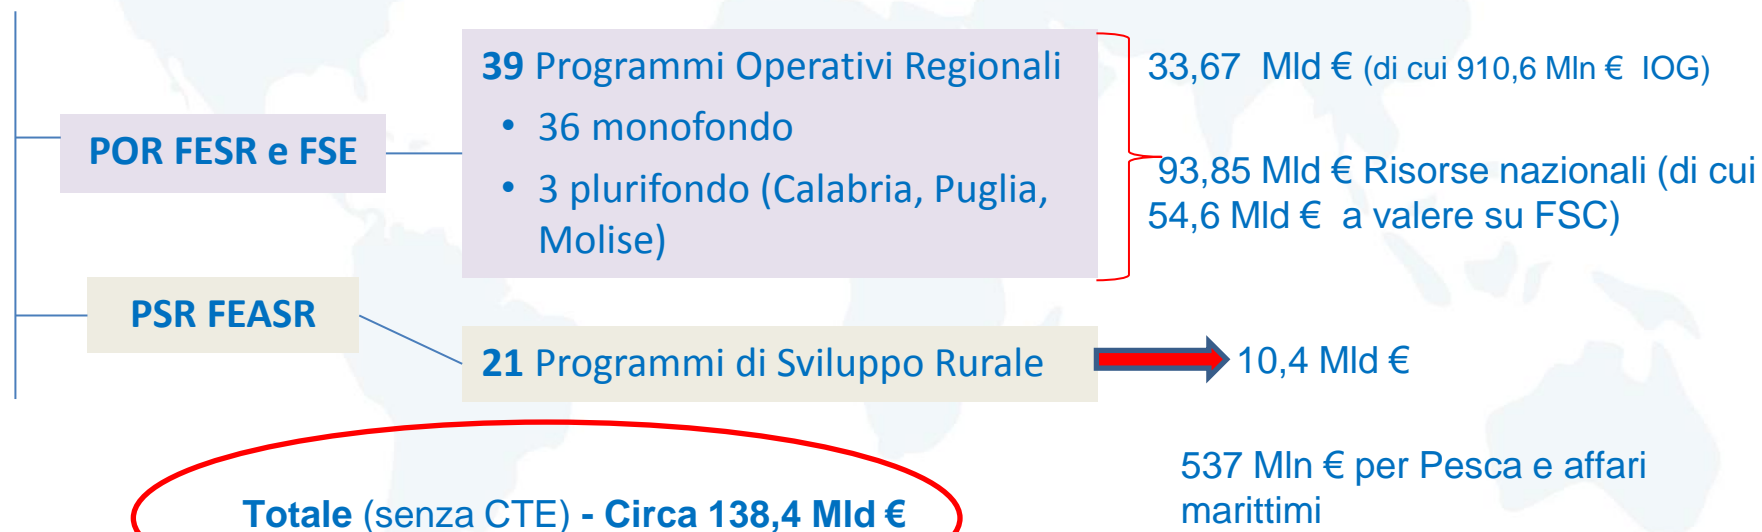 POR FESR e FSE
39 Programmi Operativi Regionali
• 36 monofondo
• 3 plurifondo (Calabria, Puglia,
Molise)
33,67 Mld € (di cui 910,6 Mln € IOG)
93,85 Mld € Risorse nazionali (di cui
54,6 Mld € a valere su FSC)
PSR FEASR
21 Programmi di Sviluppo Rurale
10,4 Mld €
537 Mln € per Pesca e affari
marittimi
Totale (senza CTE) - Circa 138,4 Mld €